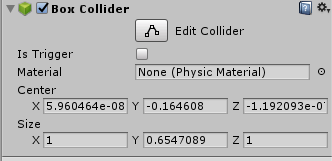 Box Collider
Edit Collider
Is Trigger
Material None (Physic Material)
Center
X 5.960464e-08 Y -0.164608 Z -1.192093e-07
Size
X 1 Y 0.6547089 Z 1